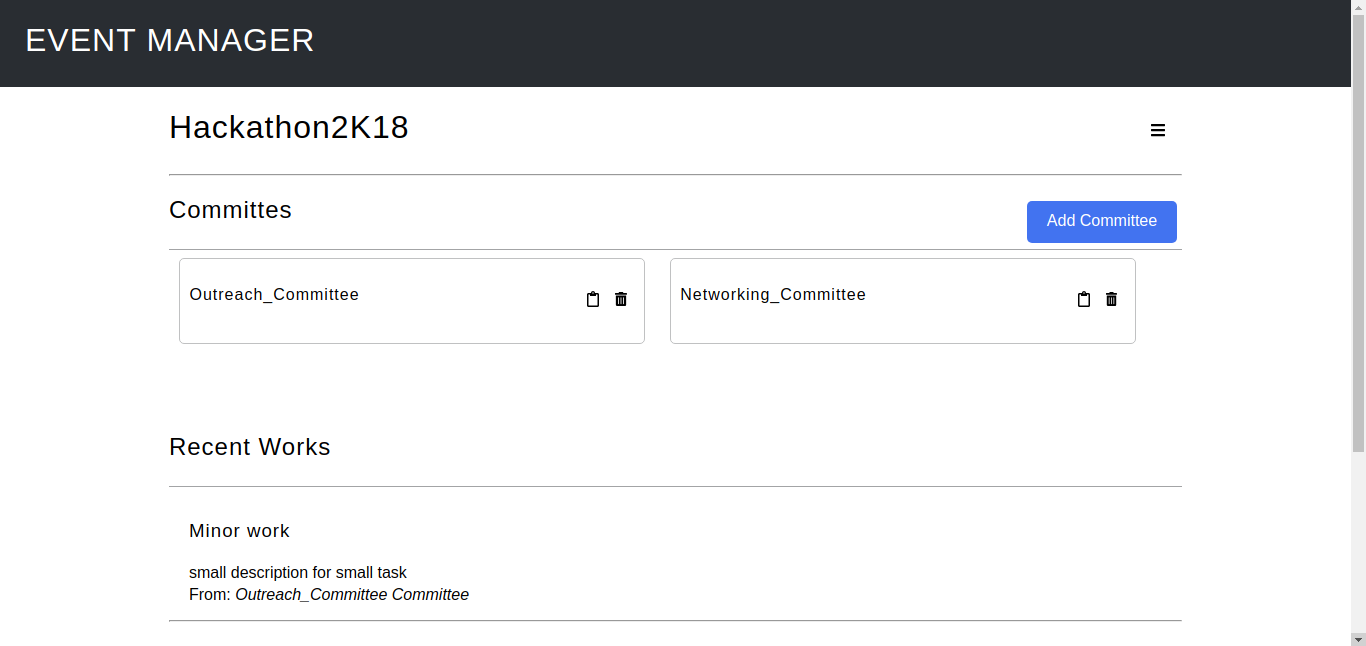 EVENT MANAGER
Hackathon2K18
Committes
Add Committee
Outreach_Committee
Networking_Committee
Recent Works
Minor work
small description for small task
From: Outreach_Committee Committee